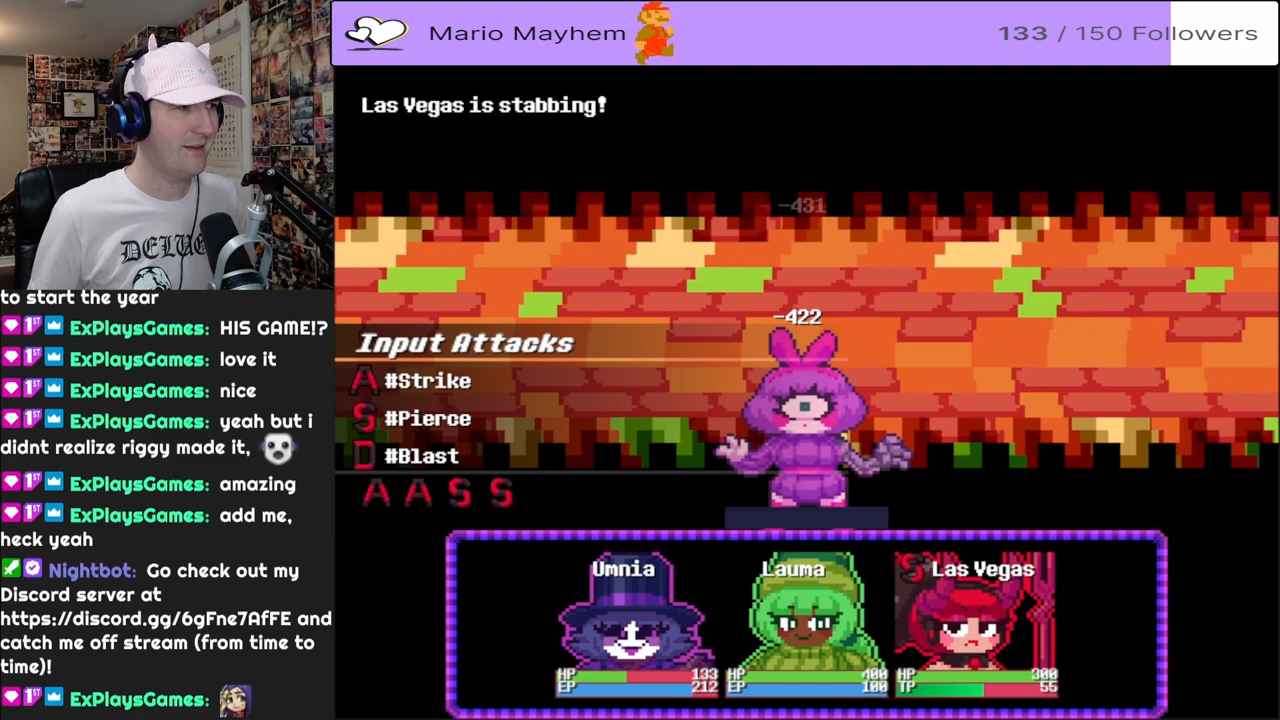 Mario Mayhem
133 / 150 Followers
Las Vegas is stabbing!
-431
-422
Input Attacks
A #Strike
S #Pierce
D #Blast
A A S S
Umnia
HP 133
EP 212
Lauma
HP 400
EP 100
S Las Vegas
HP 300
TP 55
to start the year
ExPlaysGames: HIS GAME!?
ExPlaysGames: love it
ExPlaysGames: nice
ExPlaysGames: yeah but i
didnt realize riggy made it,
ExPlaysGames: amazing
ExPlaysGames: add me,
heck yeah
Nightbot: Go check out my
Discord server at
https://discord.gg/6gFne7AfFE and
catch me off stream (from time to
time)!
ExPlaysGames: